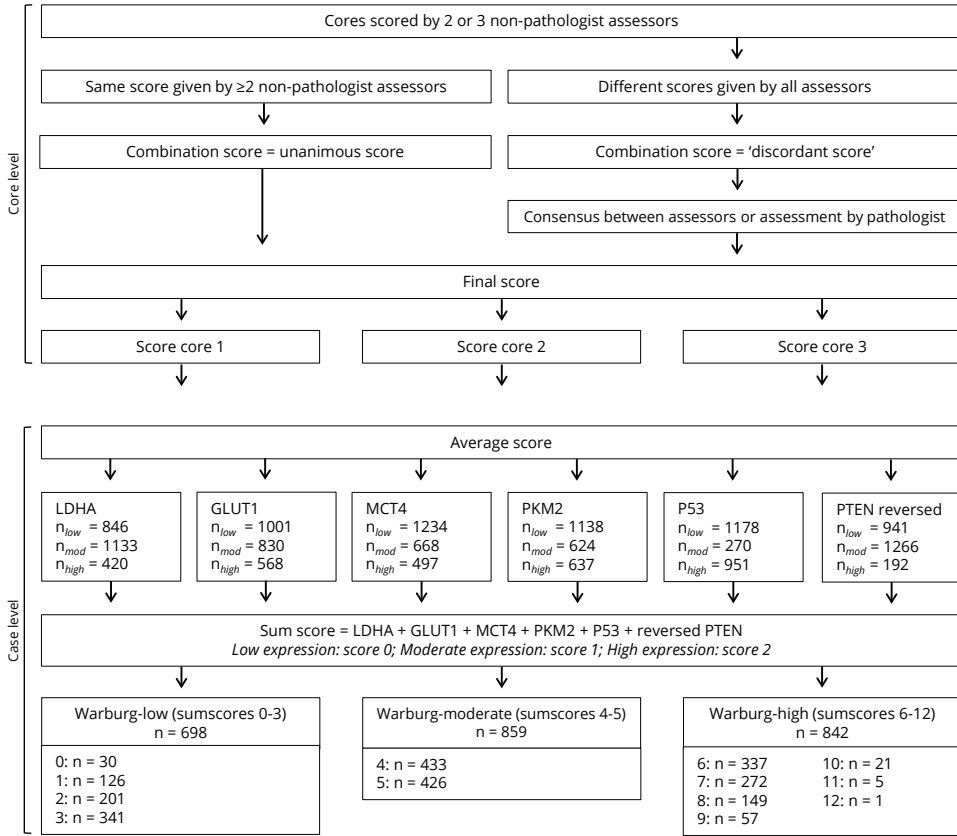 Core level
Cores scored by 2 or 3 non-pathologist assessors
Same score given by ≥2 non-pathologist assessors
Different scores given by all assessors
Combination score = unanimous score
Combination score = ‘discordant score’
Consensus between assessors or assessment by pathologist
Final score
Score core 1
Score core 2
Score core 3
Case level
Average score
LDHA
n_low = 846
n_mod = 1133
n_high = 420
GLUT1
n_low = 1001
n_mod = 830
n_high = 568
MCT4
n_low = 1234
n_mod = 668
n_high = 497
PKM2
n_low = 1138
n_mod = 624
n_high = 637
P53
n_low = 1178
n_mod = 270
n_high = 951
PTEN reversed
n_low = 941
n_mod = 1266
n_high = 192
Sum score = LDHA + GLUT1 + MCT4 + PKM2 + P53 + reversed PTEN
Low expression: score 0; Moderate expression: score 1; High expression: score 2
Warburg-low (sumscores 0-3)
n = 698
0: n = 30
1: n = 126
2: n = 201
3: n = 341
Warburg-moderate (sumscores 4-5)
n = 859
4: n = 433
5: n = 426
Warburg-high (sumscores 6-12)
n = 842
6: n = 337
7: n = 272
8: n = 149
9: n = 57
10: n = 21
11: n = 5
12: n = 1